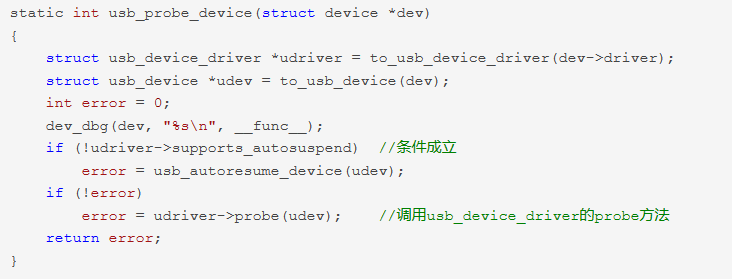 static int usb_probe_device(struct device *dev)
{
    struct usb_device_driver *udriver = to_usb_device_driver(dev->driver);
    struct usb_device *udev = to_usb_device(dev);
    int error = 0;
    dev_dbg(dev, "%s\n", __func__);
    if (!udriver->supports_autosuspend)  //条件成立
        error = usb_autoresume_device(udev);
    if (!error)
        error = udriver->probe(udev);    //调用usb_device_driver的probe方法
    return error;
}